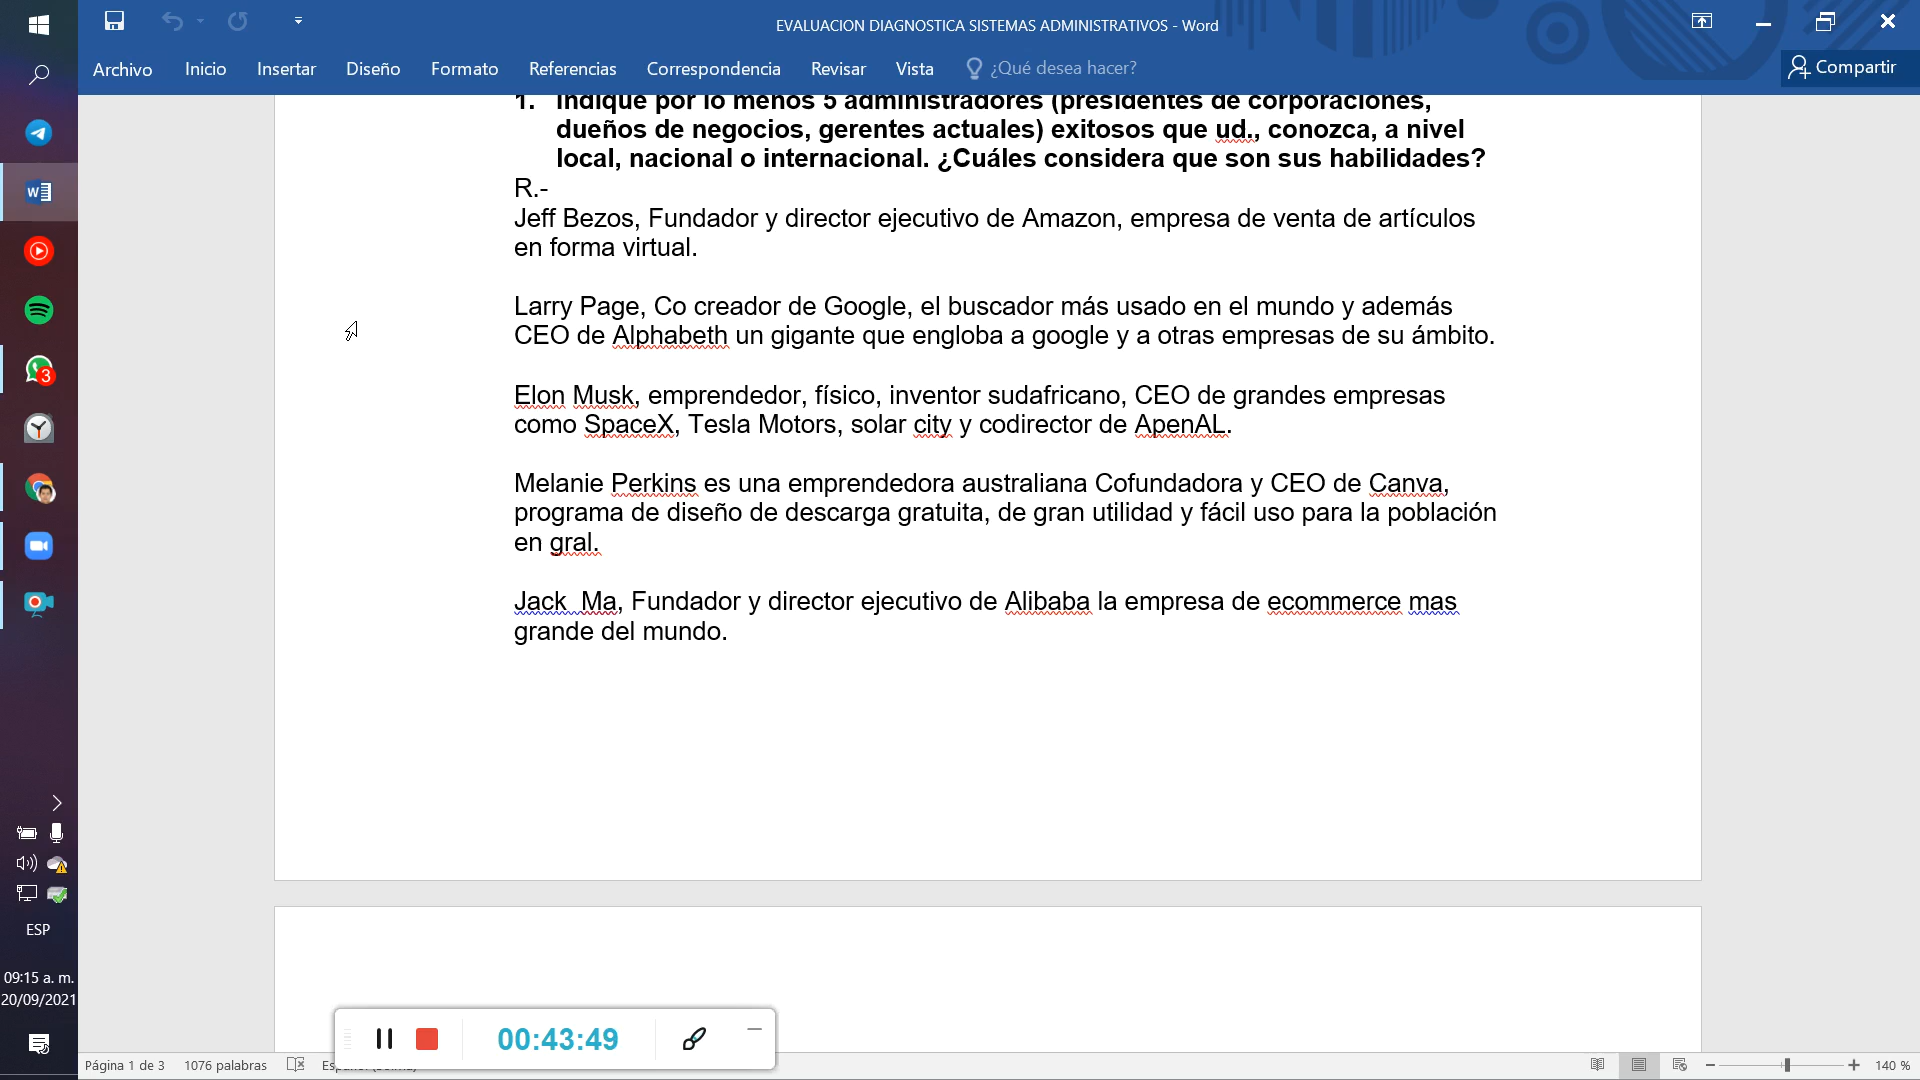 EVALUACION DIAGNOSTICA SISTEMAS ADMINISTRATIVOS - Word
Archivo Inicio Insertar Diseño Formato Referencias Correspondencia Revisar Vista ¿Qué desea hacer? Compartir
1. Indique por lo menos 5 administradores (presidentes de corporaciones,
dueños de negocios, gerentes actuales) exitosos que ud., conozca, a nivel
local, nacional o internacional. ¿Cuáles considera que son sus habilidades?
R.-
Jeff Bezos, Fundador y director ejecutivo de Amazon, empresa de venta de artículos
en forma virtual.
Larry Page, Co creador de Google, el buscador más usado en el mundo y además
CEO de Alphabeth un gigante que engloba a google y a otras empresas de su ámbito.
Elon Musk, emprendedor, físico, inventor sudafricano, CEO de grandes empresas
como SpaceX, Tesla Motors, solar city y codirector de ApenAL.
Melanie Perkins es una emprendedora australiana Cofundadora y CEO de Canva,
programa de diseño de descarga gratuita, de gran utilidad y fácil uso para la población
en gral.
Jack Ma, Fundador y director ejecutivo de Alibaba la empresa de ecommerce mas
grande del mundo.
3
ESP
09:15 a. m.
20/09/2021
00:43:49
Página 1 de 3 1076 palabras 140 %